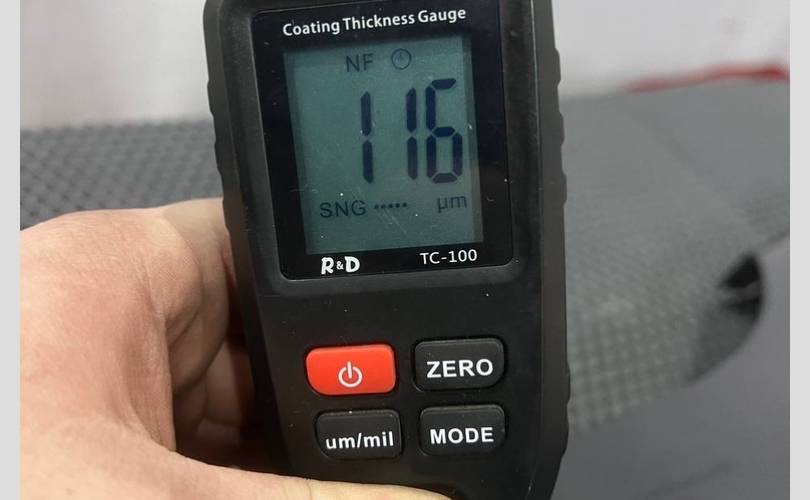 Coating Thickness Gauge
NF
116
SNG ····· µm
R&D TC-100
ZERO
um/mil MODE